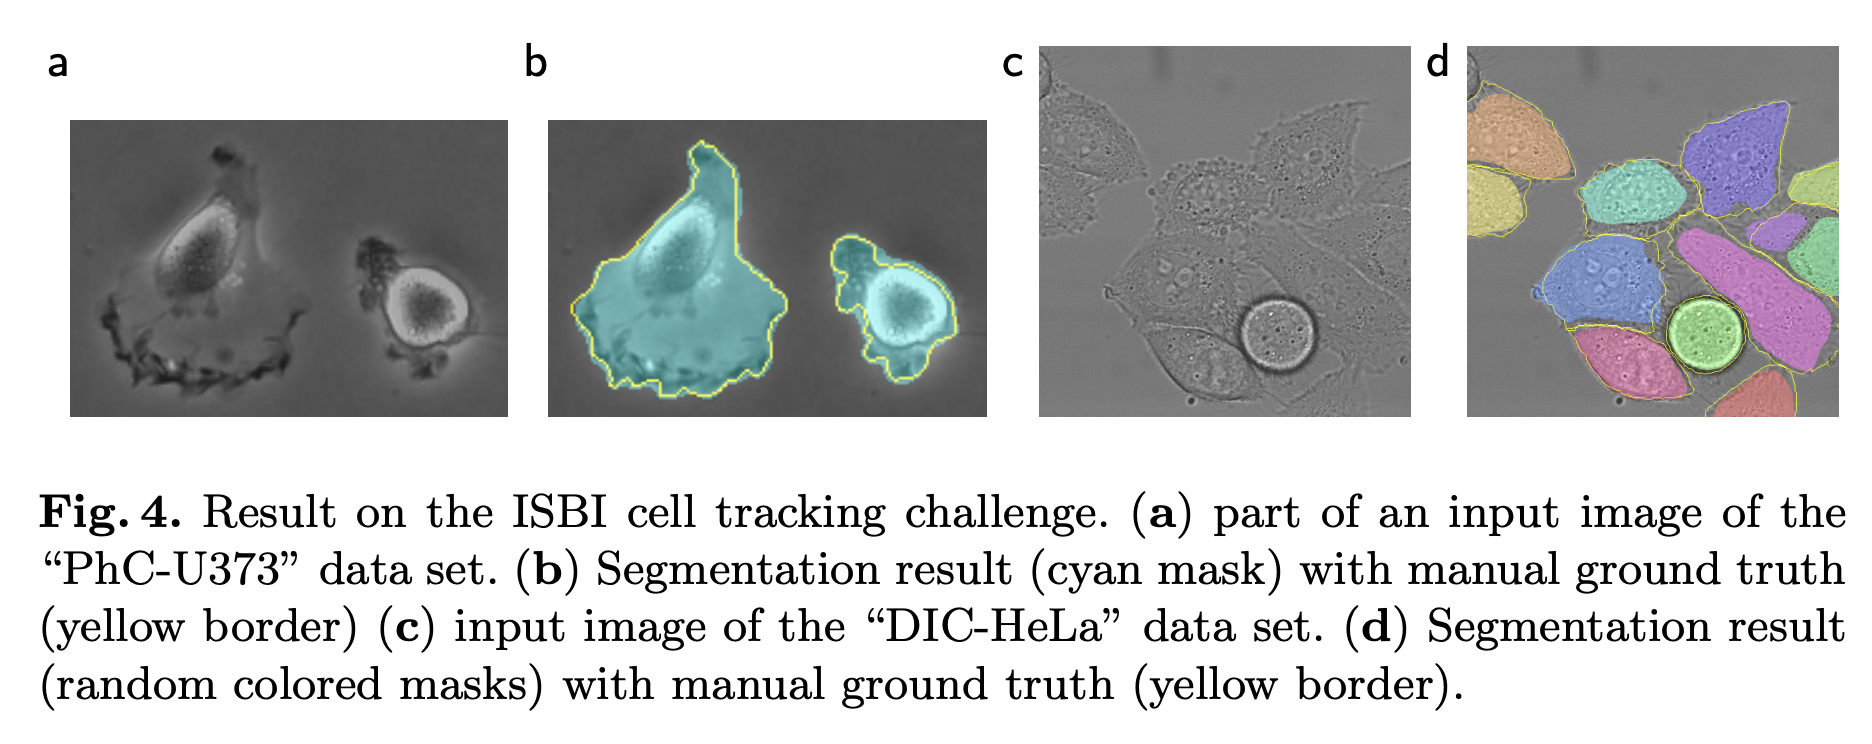 a b c d
Fig. 4. Result on the ISBI cell tracking challenge. (a) part of an input image of the
“PhC-U373” data set. (b) Segmentation result (cyan mask) with manual ground truth
(yellow border) (c) input image of the “DIC-HeLa” data set. (d) Segmentation result
(random colored masks) with manual ground truth (yellow border).